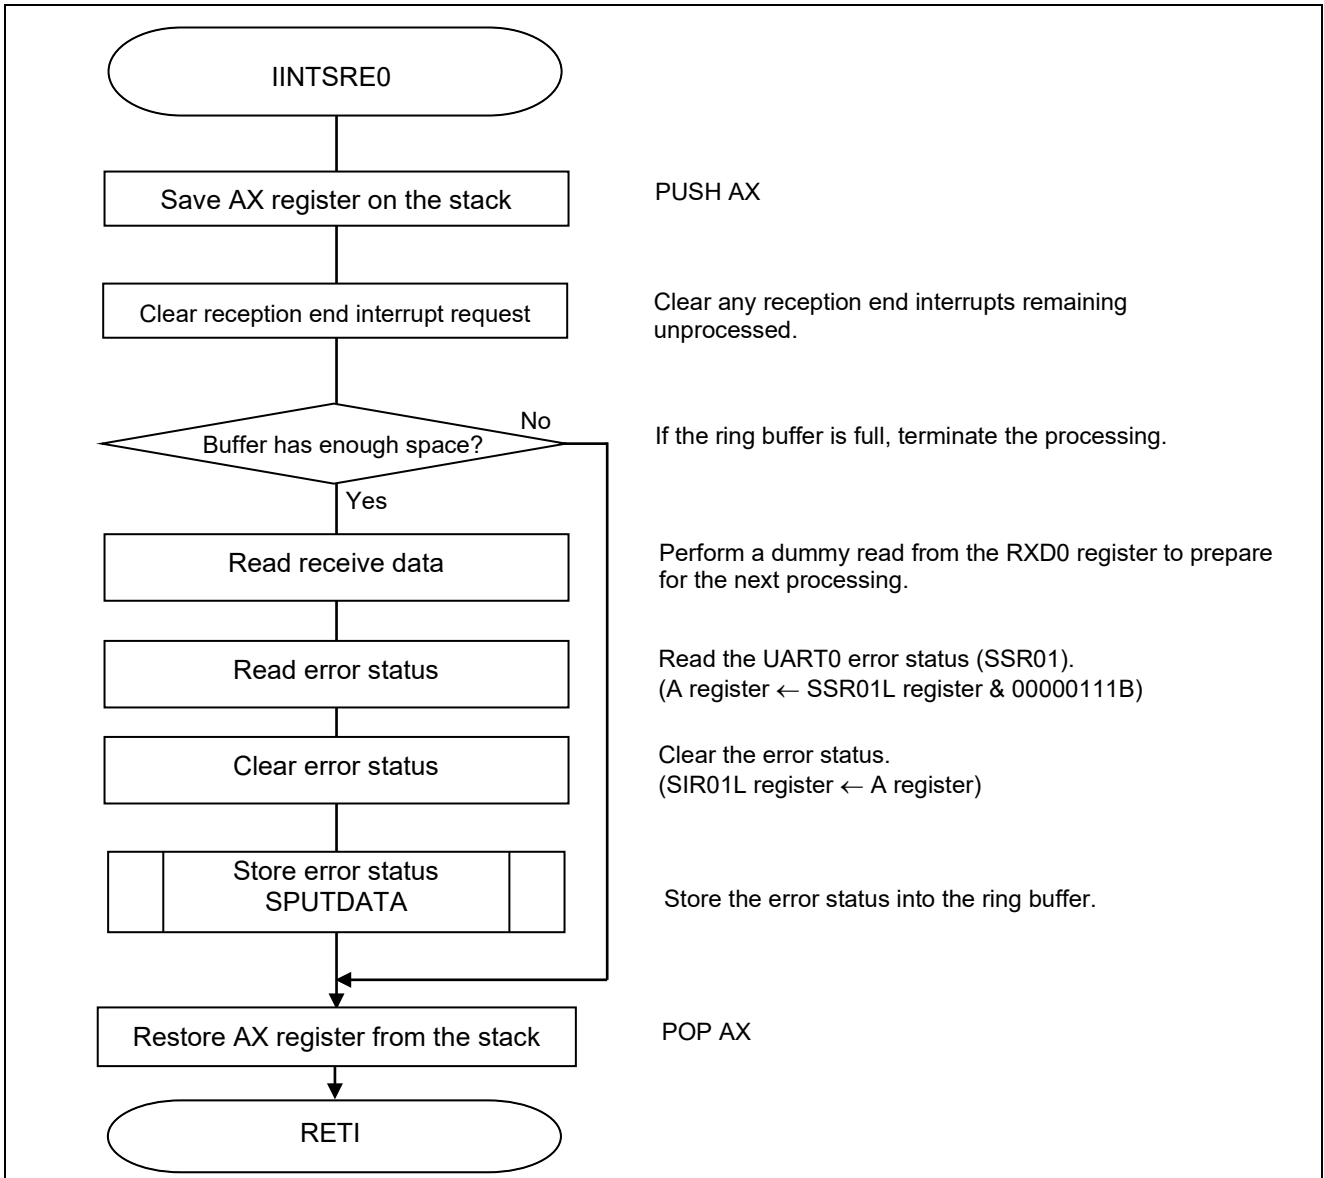 IINTSRE0
Save AX register on the stack
PUSH AX
Clear reception end interrupt request
Clear any reception end interrupts remaining
unprocessed.
No
Buffer has enough space?
If the ring buffer is full, terminate the processing.
Yes
Read receive data
Perform a dummy read from the RXD0 register to prepare
for the next processing.
Read error status
Read the UART0 error status (SSR01).
(A register ← SSR01L register & 00000111B)
Clear error status
Clear the error status.
(SIR01L register ← A register)
Store error status
SPUTDATA
Store the error status into the ring buffer.
Restore AX register from the stack
POP AX
RETI